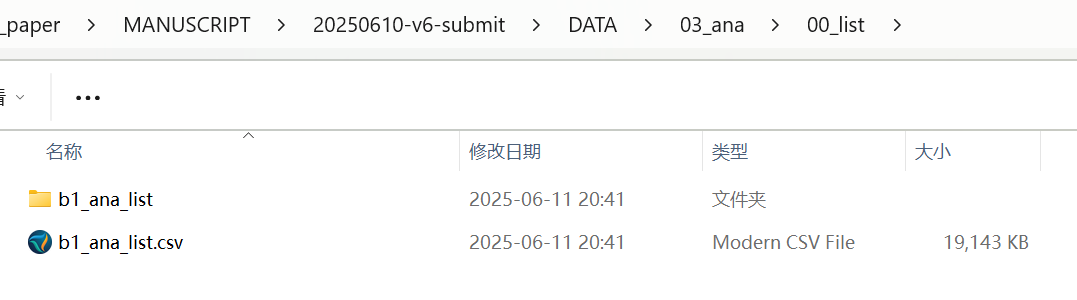 _paper > MANUSCRIPT > 20250610-v6-submit > DATA > 03_ana > 00_list >
•••
名称 修改日期 类型 大小
b1_ana_list 2025-06-11 20:41 文件夹
b1_ana_list.csv 2025-06-11 20:41 Modern CSV File 19,143 KB